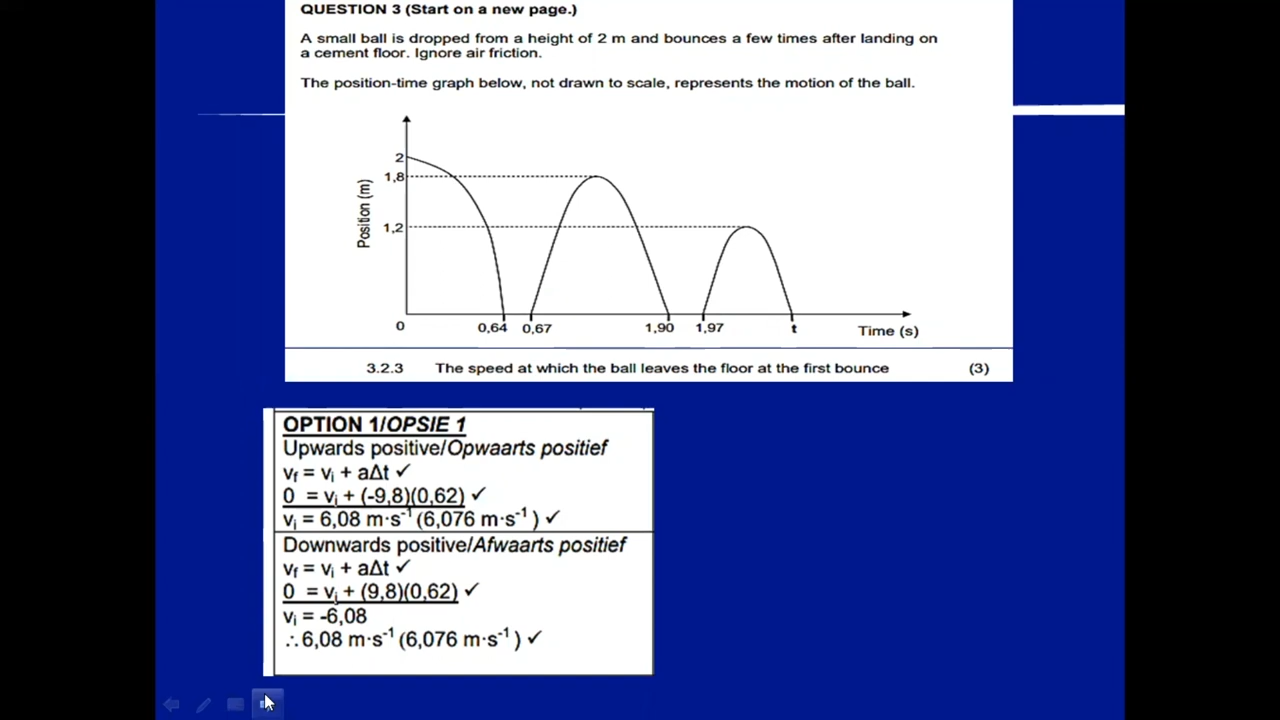 QUESTION 3 (Start on a new page.)
A small ball is dropped from a height of 2 m and bounces a few times after landing on
a cement floor. Ignore air friction.
The position-time graph below, not drawn to scale, represents the motion of the ball.
Position (m)
2
1,8
1,2
0
0,64
0,67
1,90
1,97
t
Time (s)
3.2.3 The speed at which the ball leaves the floor at the first bounce (3)
OPTION 1/OPSIE 1
Upwards positive/Opwaarts positief
vf = vi + aΔt ✓
0 = vi + (-9,8)(0,62) ✓
vi = 6,08 m·s⁻¹ (6,076 m·s⁻¹ ) ✓
Downwards positive/Afwaarts positief
vf = vi + aΔt ✓
0 = vi + (9,8)(0,62) ✓
vi = -6,08
∴6,08 m·s⁻¹ (6,076 m·s⁻¹ ) ✓